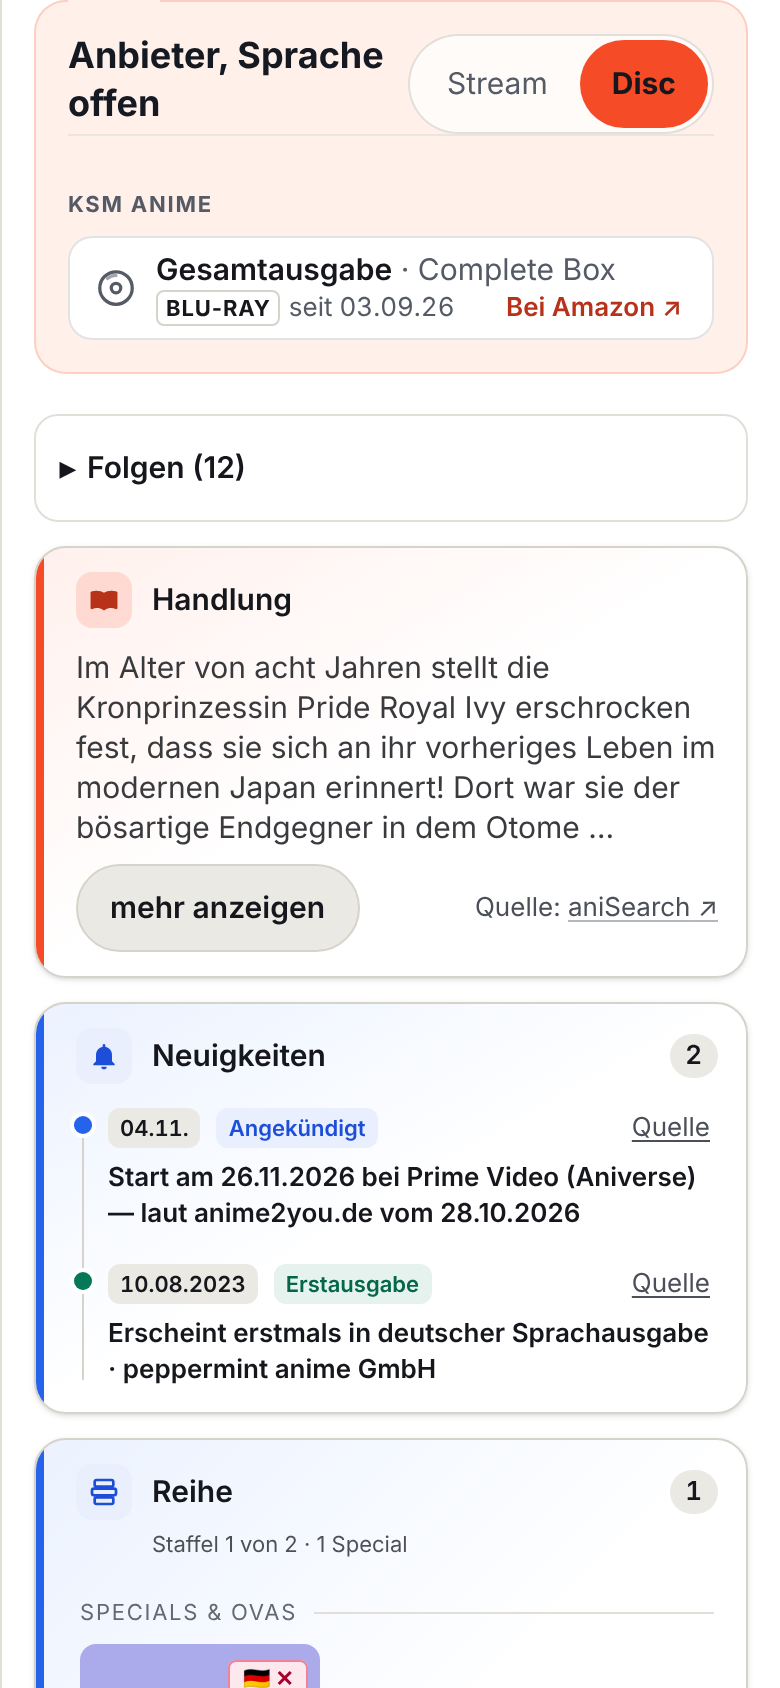 Anbieter, Sprache
offen
Stream
Disc
KSM ANIME
Gesamtausgabe · Complete Box
BLU-RAY seit 03.09.26 Bei Amazon ↗
▶ Folgen (12)
Handlung
Im Alter von acht Jahren stellt die
Kronprinzessin Pride Royal Ivy erschrocken
fest, dass sie sich an ihr vorheriges Leben im
modernen Japan erinnert! Dort war sie der
bösartige Endgegner in dem Otome ...
mehr anzeigen
Quelle: aniSearch ↗
Neuigkeiten 2
04.11. Angekündigt Quelle
Start am 26.11.2026 bei Prime Video (Aniverse)
— laut anime2you.de vom 28.10.2026
10.08.2023 Erstausgabe Quelle
Erscheint erstmals in deutscher Sprachausgabe
· peppermint anime GmbH
Reihe 1
Staffel 1 von 2 · 1 Special
SPECIALS & OVAS
🇩🇪 ×